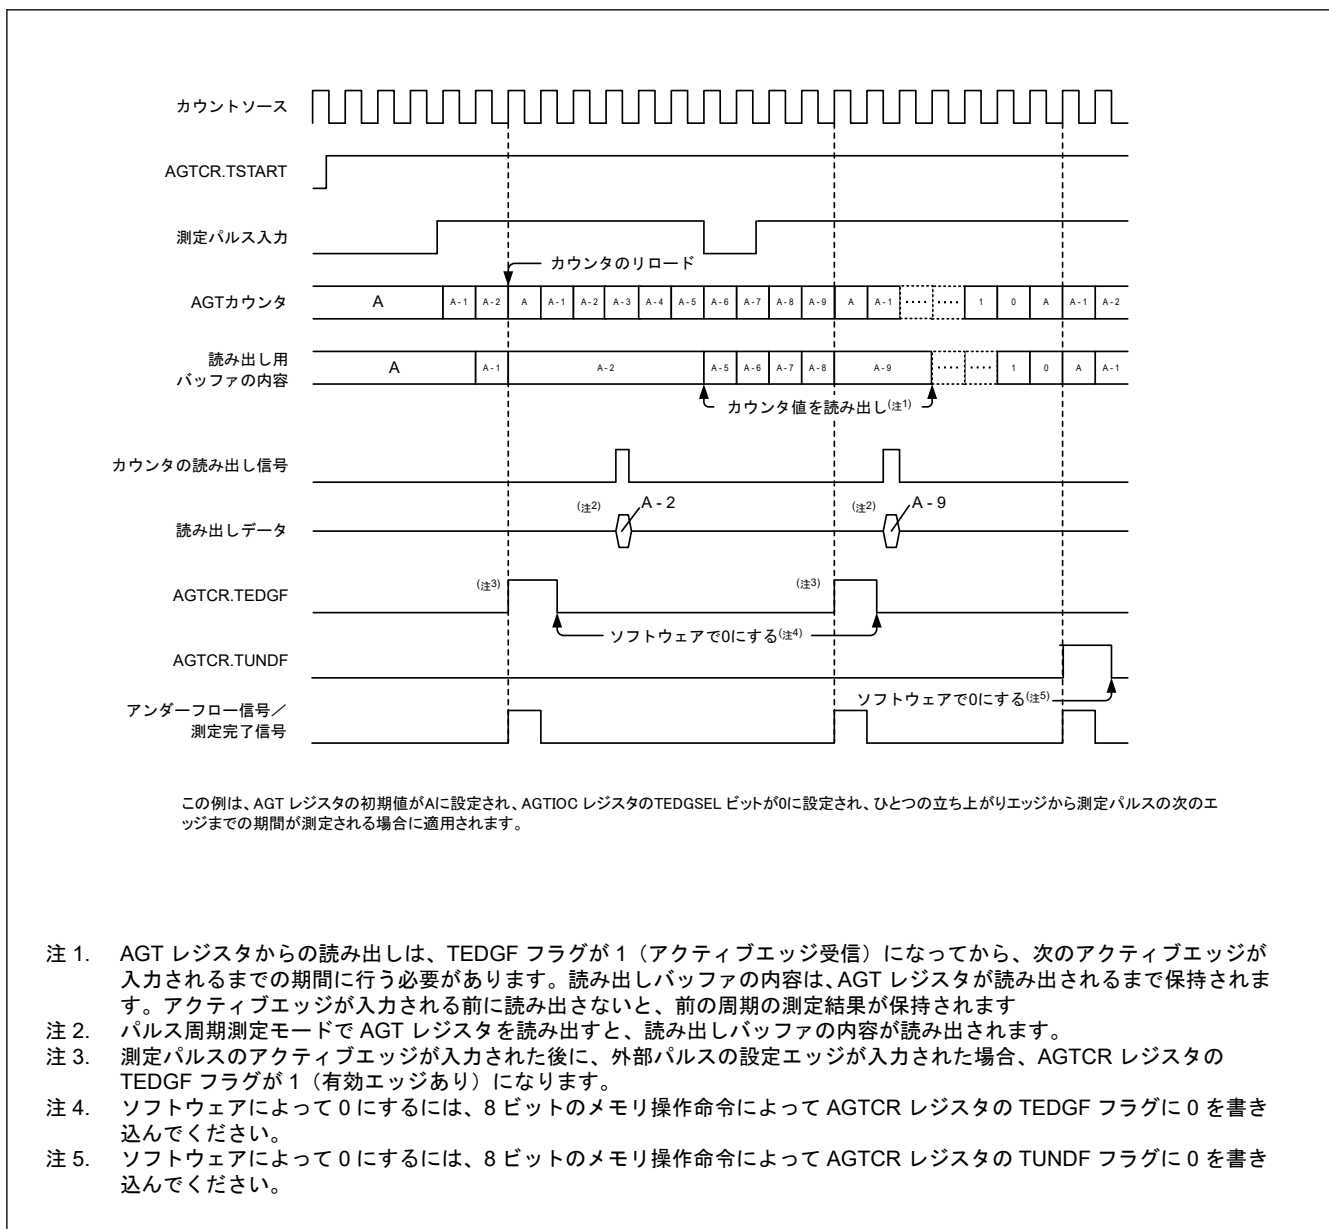 カウントソース
AGTCR.TSTART
測定パルス入力
カウンタのリロード
AGTカウンタ
A
A - 1
A - 2
A
A - 1
A - 2
A - 3
A - 4
A - 5
A - 6
A - 7
A - 8
A - 9
A
A - 1
····
····
1
0
A
A - 1
A - 2
読み出し用
バッファの内容
A
A - 1
A - 2
A - 5
A - 6
A - 7
A - 8
A - 9
····
····
1
0
A
A - 1
カウンタ値を読み出し(注1)
カウンタの読み出し信号
読み出しデータ
(注2)
A - 2
(注2)
A - 9
AGTCR.TEDGF
(注3)
(注3)
ソフトウェアで0にする(注4)
AGTCR.TUNDF
ソフトウェアで0にする(注5)
アンダーフロー信号／
測定完了信号
この例は、AGT レジスタの初期値がAに設定され、AGTIOC レジスタのTEDGSEL ビットが0に設定され、ひとつの立ち上がりエッジから測定パルスの次のエ
ッジまでの期間が測定される場合に適用されます。
注 1. AGT レジスタからの読み出しは、TEDGF フラグが 1（アクティブエッジ受信）になってから、次のアクティブエッジが
入力されるまでの期間に行う必要があります。読み出しバッファの内容は、AGT レジスタが読み出されるまで保持されま
す。アクティブエッジが入力される前に読み出さないと、前の周期の測定結果が保持されます
注 2. パルス周期測定モードで AGT レジスタを読み出すと、読み出しバッファの内容が読み出されます。
注 3. 測定パルスのアクティブエッジが入力された後に、外部パルスの設定エッジが入力された場合、AGTCR レジスタの
TEDGF フラグが 1（有効エッジあり）になります。
注 4. ソフトウェアによって 0 にするには、8 ビットのメモリ操作命令によって AGTCR レジスタの TEDGF フラグに 0 を書き
込んでください。
注 5. ソフトウェアによって 0 にするには、8 ビットのメモリ操作命令によって AGTCR レジスタの TUNDF フラグに 0 を書き
込んでください。